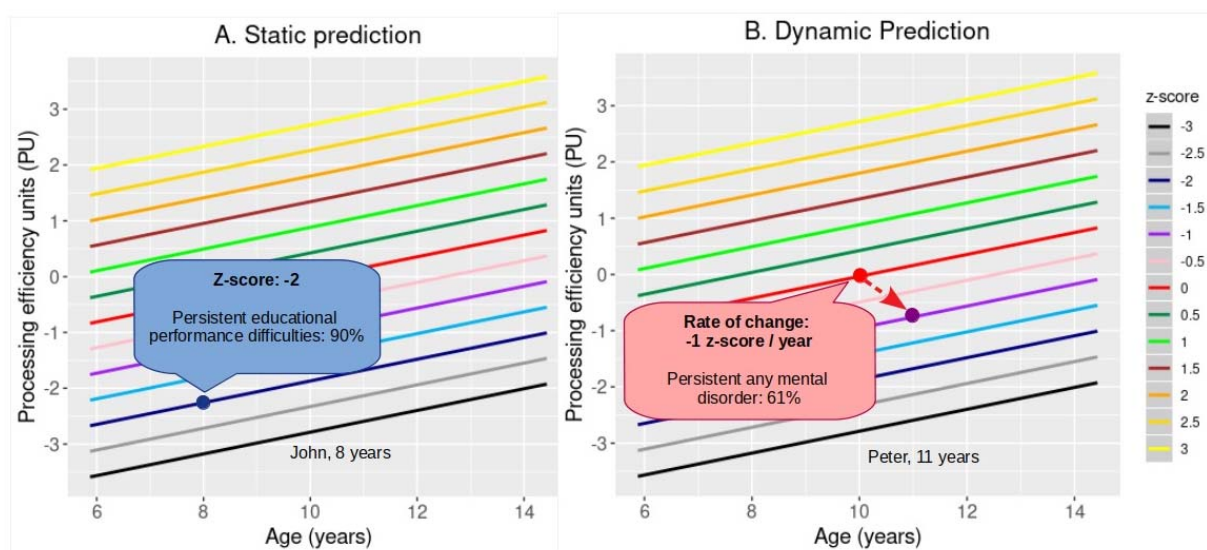 A. Static prediction
Processing efficiency units (PU)
3
2
1
0
-1
-2
-3
Z-score: -2
Persistent educational
performance difficulties: 90%
John, 8 years
6
8
10
12
14
Age (years)
B. Dynamic Prediction
Processing efficiency units (PU)
3
2
1
0
-1
-2
-3
Rate of change:
-1 z-score / year
Persistent any mental
disorder: 61%
Peter, 11 years
6
8
10
12
14
Age (years)
z-score
-3
-2.5
-2
-1.5
-1
-0.5
0
0.5
1
1.5
2
2.5
3